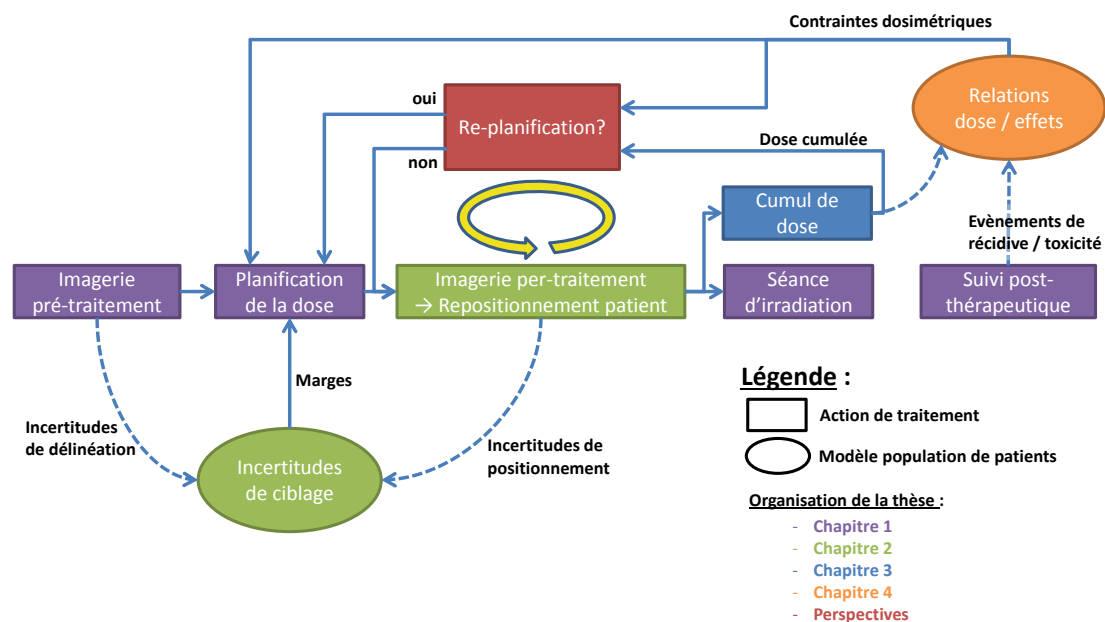 Contraintes dosimétriques
oui
Re-planification?
non
Relations
dose / effets
Dose cumulée
Cumul de
dose
Evènements de
récidive / toxicité
Imagerie
pré-traitement
Planification
de la dose
Imagerie per-traitement
→ Repositionnement patient
Séance
d’irradiation
Suivi post-
thérapeutique
Marges
Incertitudes
de délinéation
Incertitudes de
positionnement
Incertitudes
de ciblage
Légende :
Action de traitement
Modèle population de patients
Organisation de la thèse :
- Chapitre 1
- Chapitre 2
- Chapitre 3
- Chapitre 4
- Perspectives